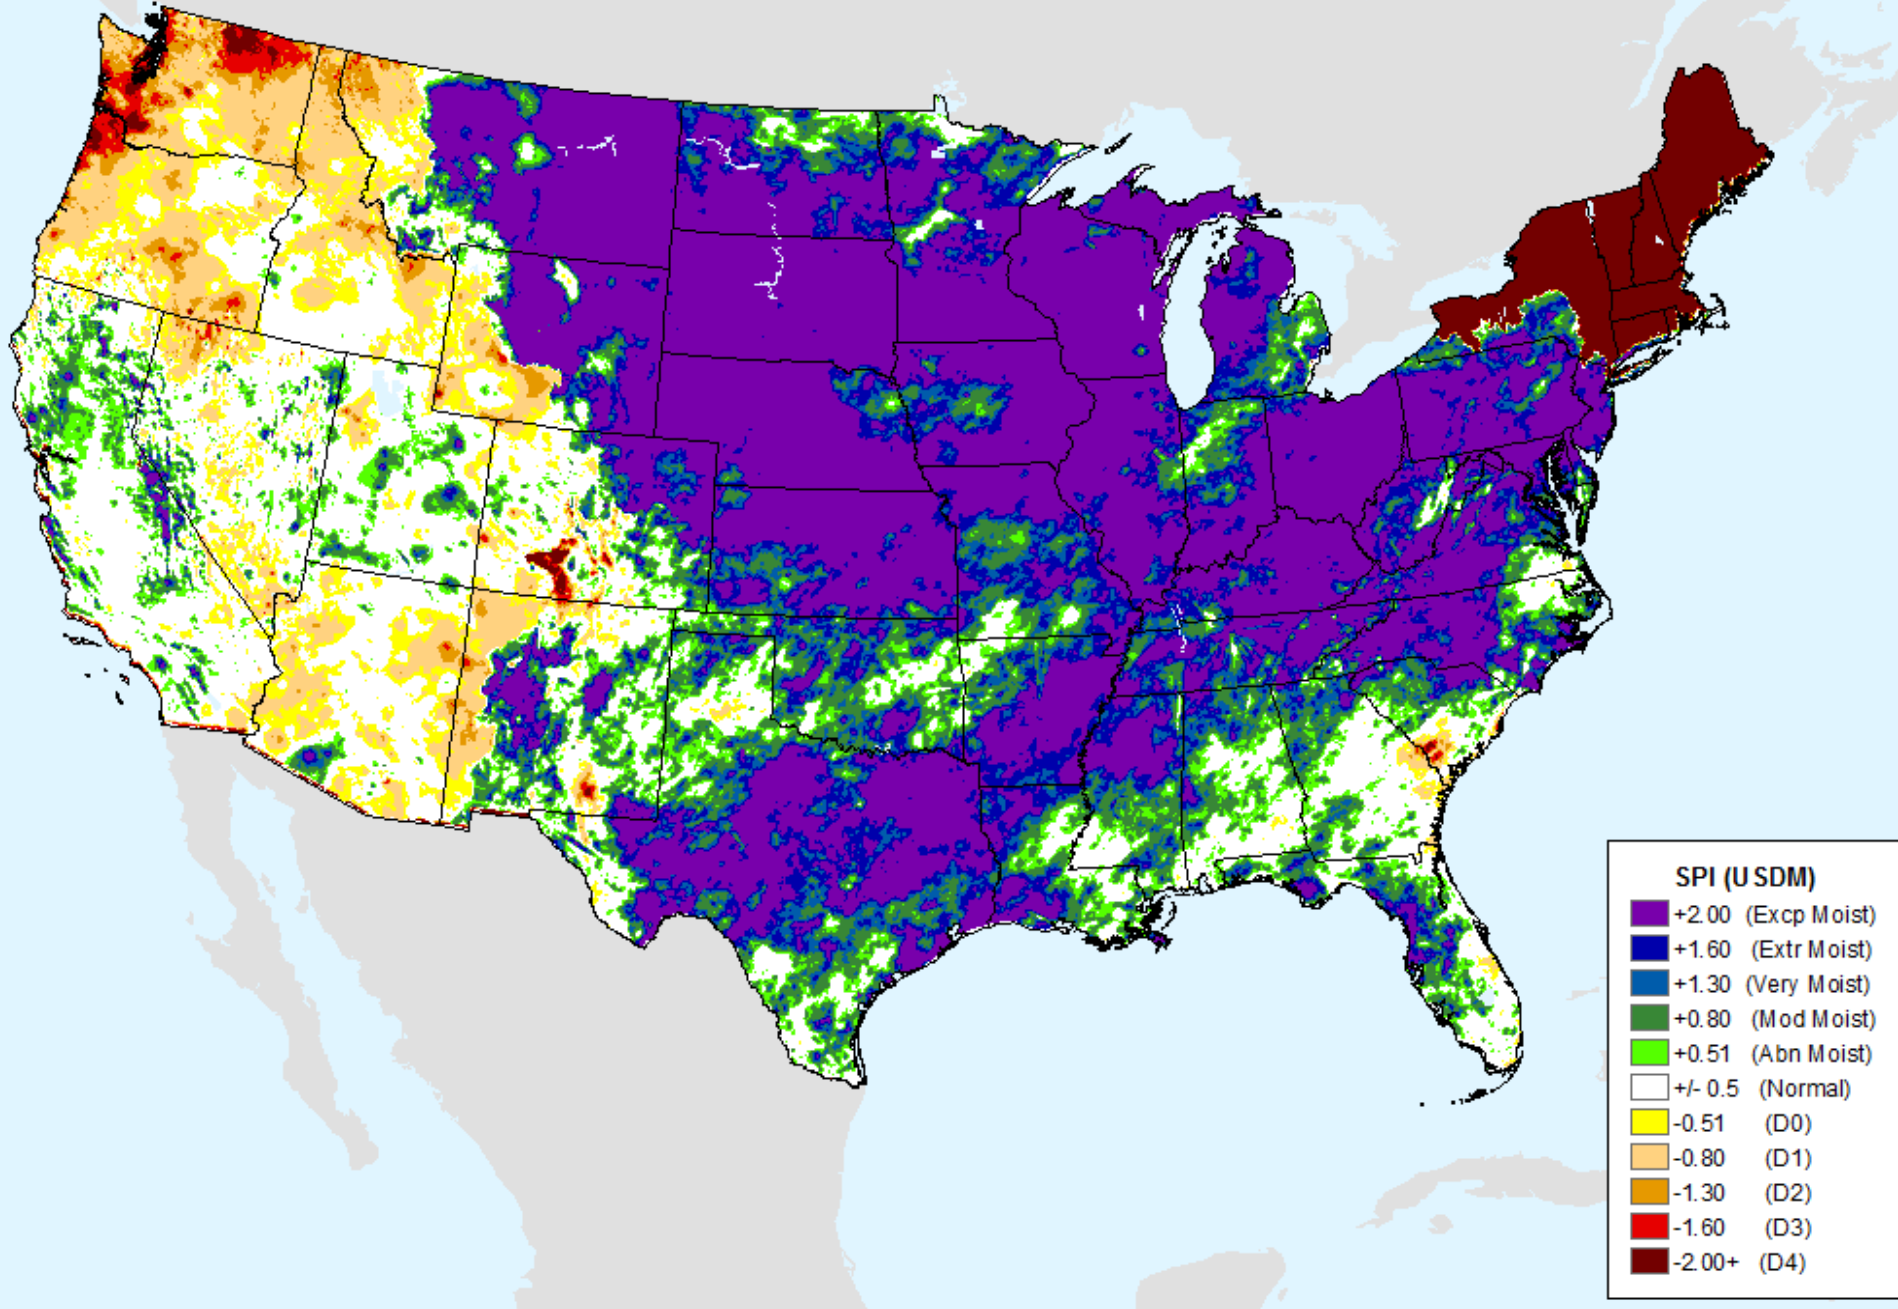 SPI (USDM)
+2.00 (Excp Moist)
+1.60 (Extr Moist)
+1.30 (Very Moist)
+0.80 (Mod Moist)
+0.51 (Abn Moist)
+/- 0.5 (Normal)
-0.51 (D0)
-0.80 (D1)
-1.30 (D2)
-1.60 (D3)
-2.00+ (D4)